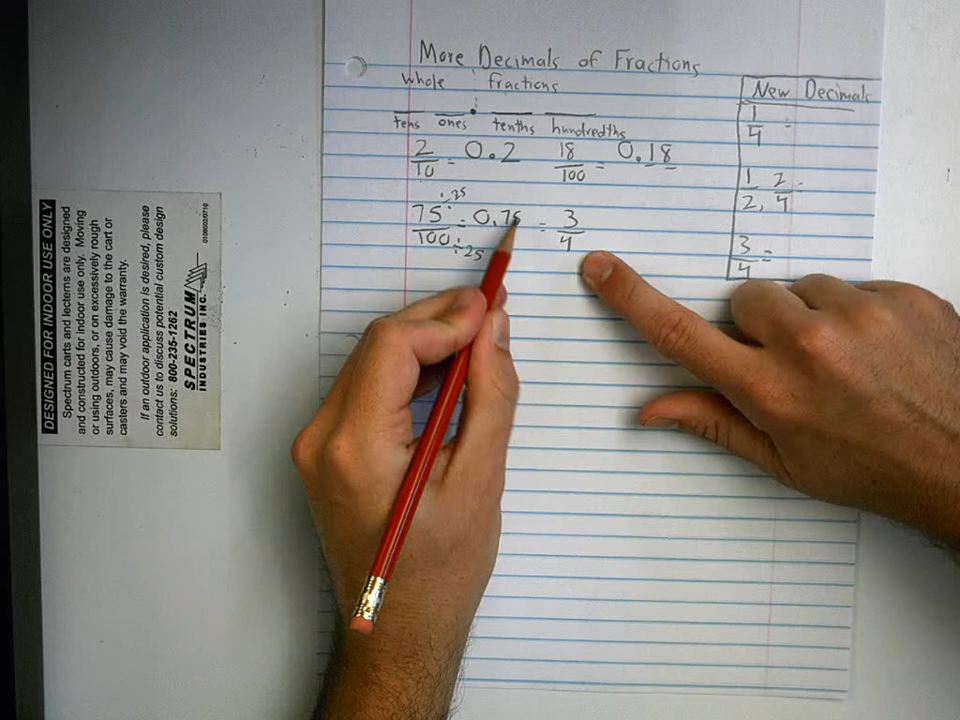 More Decimals of Fractions
whole fractions
tens ones . tenths hundredths
2/10 = 0.2 18/100 = 0.18
75/100 ÷25 ÷25 = 0.75 = 3/4
New Decimals
1/4 =
1/2, 2/4 =
3/4 =
DESIGNED FOR INDOOR USE ONLY
Spectrum carts and lecterns are designed
and constructed for indoor use only. Moving
or using outdoors, or on excessively rough
surfaces, may cause damage to the cart or
casters and may void the warranty.
If an outdoor application is desired, please
contact us to discuss potential custom design
solutions: 800-235-1262
SPECTRUM
INDUSTRIES INC.